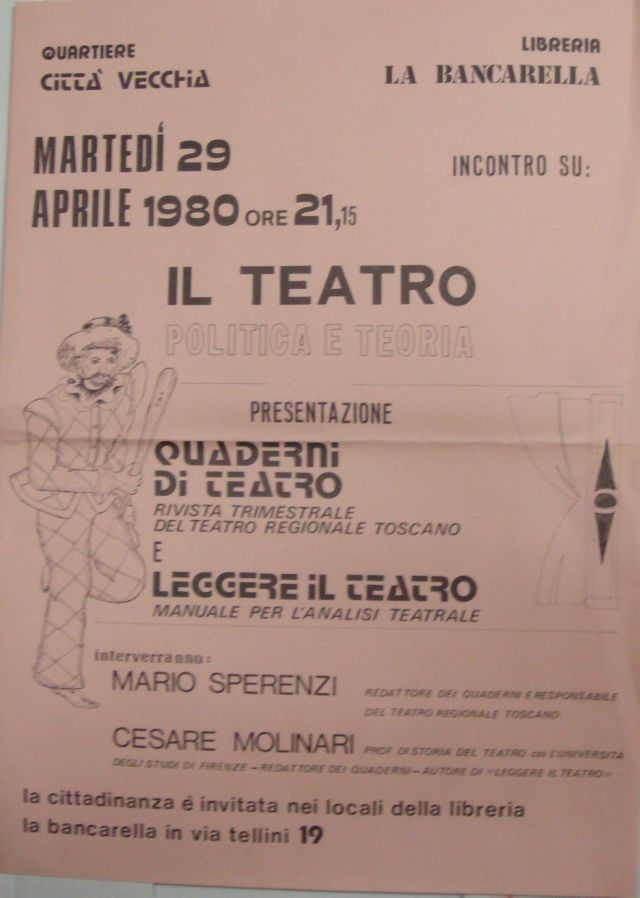 QUARTIERE
CITTÀ VECCHIA
LIBRERIA
LA BANCARELLA
MARTEDÍ 29
APRILE 1980 ORE 21,15
INCONTRO SU:
IL TEATRO
POLITICA E TEORIA
PRESENTAZIONE
QUADERNI
DI TEATRO
RIVISTA TRIMESTRALE
DEL TEATRO REGIONALE TOSCANO
E
LEGGERE IL TEATRO
MANUALE PER L'ANALISI TEATRALE
interverranno:
MARIO SPERENZI REDATTORE DEI QUADERNI E RESPONSABILE
DEL TEATRO REGIONALE TOSCANO
CESARE MOLINARI PROF DI STORIA DEL TEATRO C/O L'UNIVERSITÀ
DEGLI STUDI DI FIRENZE – REDATTORE DEI QUADERNI – AUTORE DI «LEGGERE IL TEATRO»
la cittadinanza è invitata nei locali della libreria
la bancarella in via tellini 19